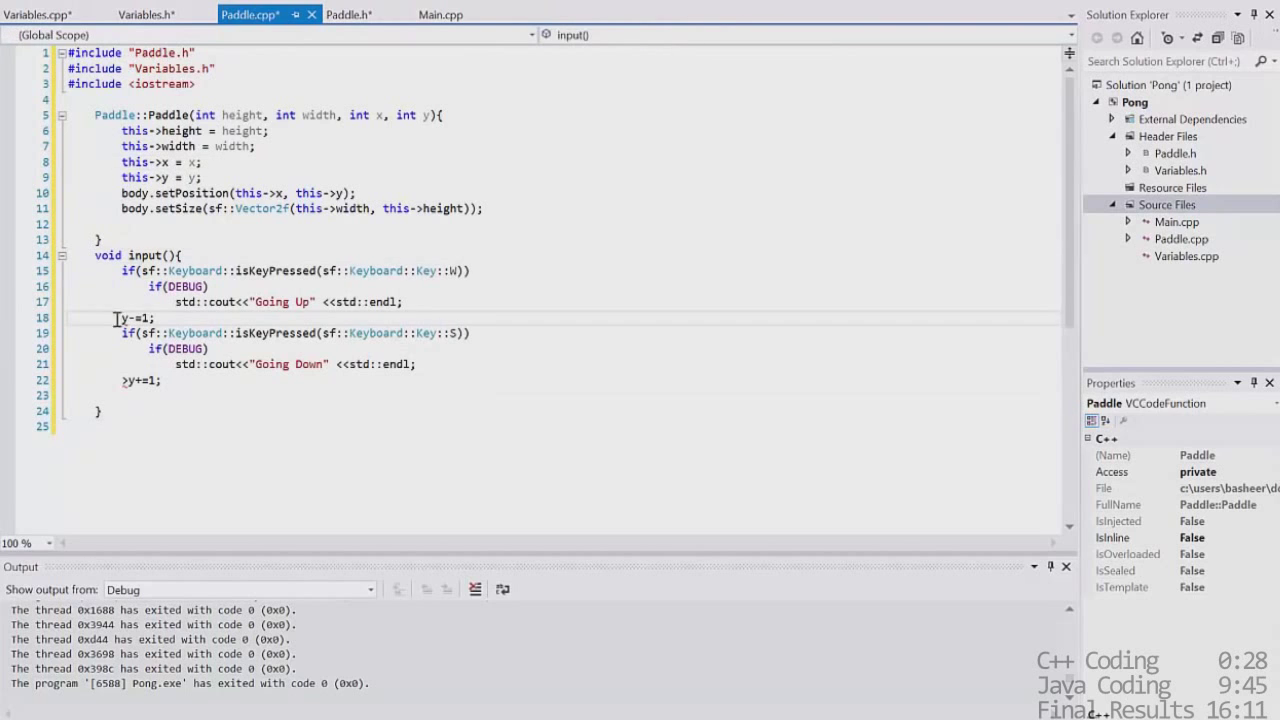 Variables.cpp* Variables.h* Paddle.cpp* Paddle.h* Main.cpp
(Global Scope) input()
1 #include "Paddle.h"
2 #include "Variables.h"
3 #include <iostream>
4
5 Paddle::Paddle(int height, int width, int x, int y){
6 this->height = height;
7 this->width = width;
8 this->x = x;
9 this->y = y;
10 body.setPosition(this->x, this->y);
11 body.setSize(sf::Vector2f(this->width, this->height));
12
13 }
14 void input(){
15 if(sf::Keyboard::isKeyPressed(sf::Keyboard::Key::W))
16 if(DEBUG)
17 std::cout<<"Going Up" <<std::endl;
18 y-=1;
19 if(sf::Keyboard::isKeyPressed(sf::Keyboard::Key::S))
20 if(DEBUG)
21 std::cout<<"Going Down" <<std::endl;
22 >y+=1;
23
24 }
25
100 %
Output
Show output from: Debug
The thread 0x1688 has exited with code 0 (0x0).
The thread 0x3944 has exited with code 0 (0x0).
The thread 0xd44 has exited with code 0 (0x0).
The thread 0x3698 has exited with code 0 (0x0).
The thread 0x398c has exited with code 0 (0x0).
The program '[6588] Pong.exe' has exited with code 0 (0x0).
Solution Explorer
Search Solution Explorer (Ctrl+;)
Solution 'Pong' (1 project)
Pong
External Dependencies
Header Files
Paddle.h
Variables.h
Resource Files
Source Files
Main.cpp
Paddle.cpp
Variables.cpp
Properties
Paddle VCCodeFunction
C++
(Name) Paddle
Access private
File c:\users\basheer\do
FullName Paddle::Paddle
IsInjected False
IsInline False
IsOverloaded False
IsSealed False
IsTemplate False
C++ Coding 0:28
Java Coding 9:45
Final Results 16:11
C++